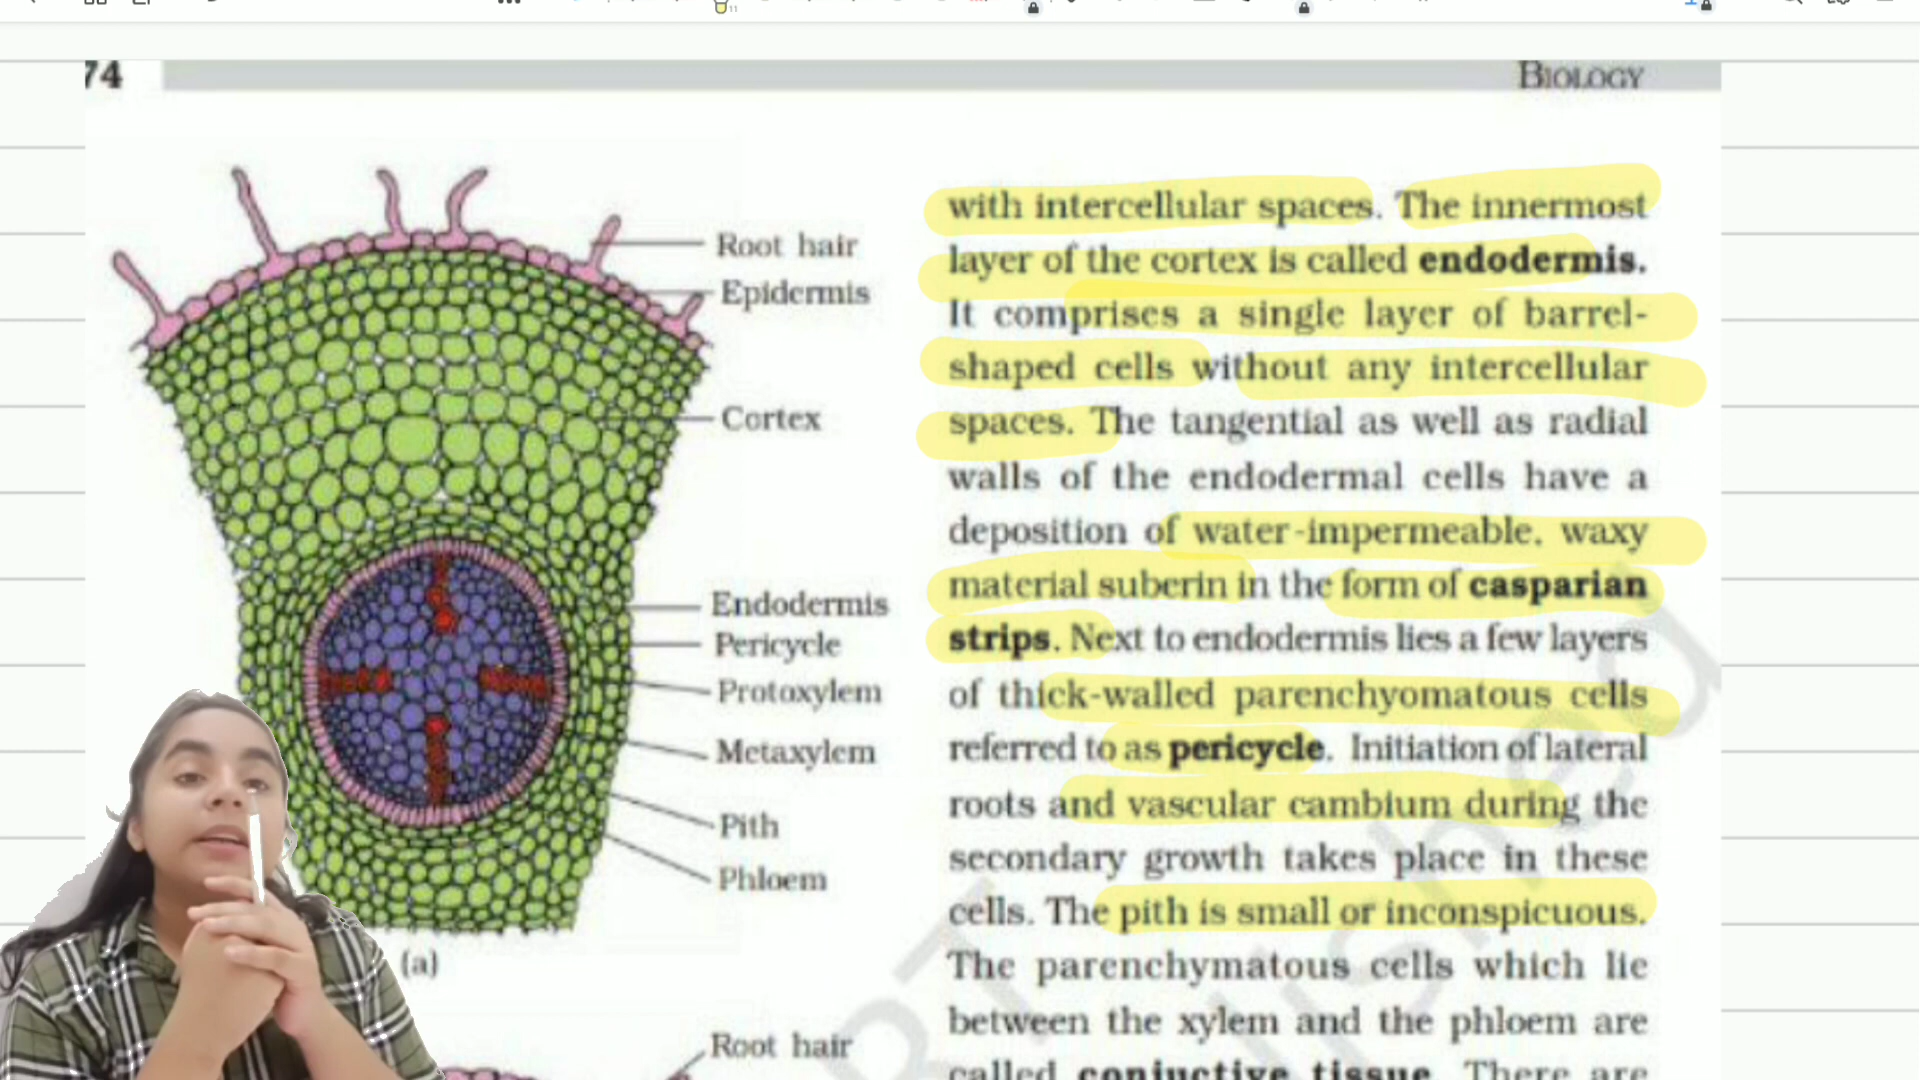 74
BIOLOGY
Root hair
Epidermis
Cortex
Endodermis
Pericycle
Protoxylem
Metaxylem
Pith
Phloem
(a)
Root hair
with intercellular spaces. The innermost
layer of the cortex is called endodermis.
It comprises a single layer of barrel-
shaped cells without any intercellular
spaces. The tangential as well as radial
walls of the endodermal cells have a
deposition of water-impermeable, waxy
material suberin in the form of casparian
strips. Next to endodermis lies a few layers
of thick-walled parenchyomatous cells
referred to as pericycle. Initiation of lateral
roots and vascular cambium during the
secondary growth takes place in these
cells. The pith is small or inconspicuous.
The parenchymatous cells which lie
between the xylem and the phloem are
called conjuctive tissue. There are